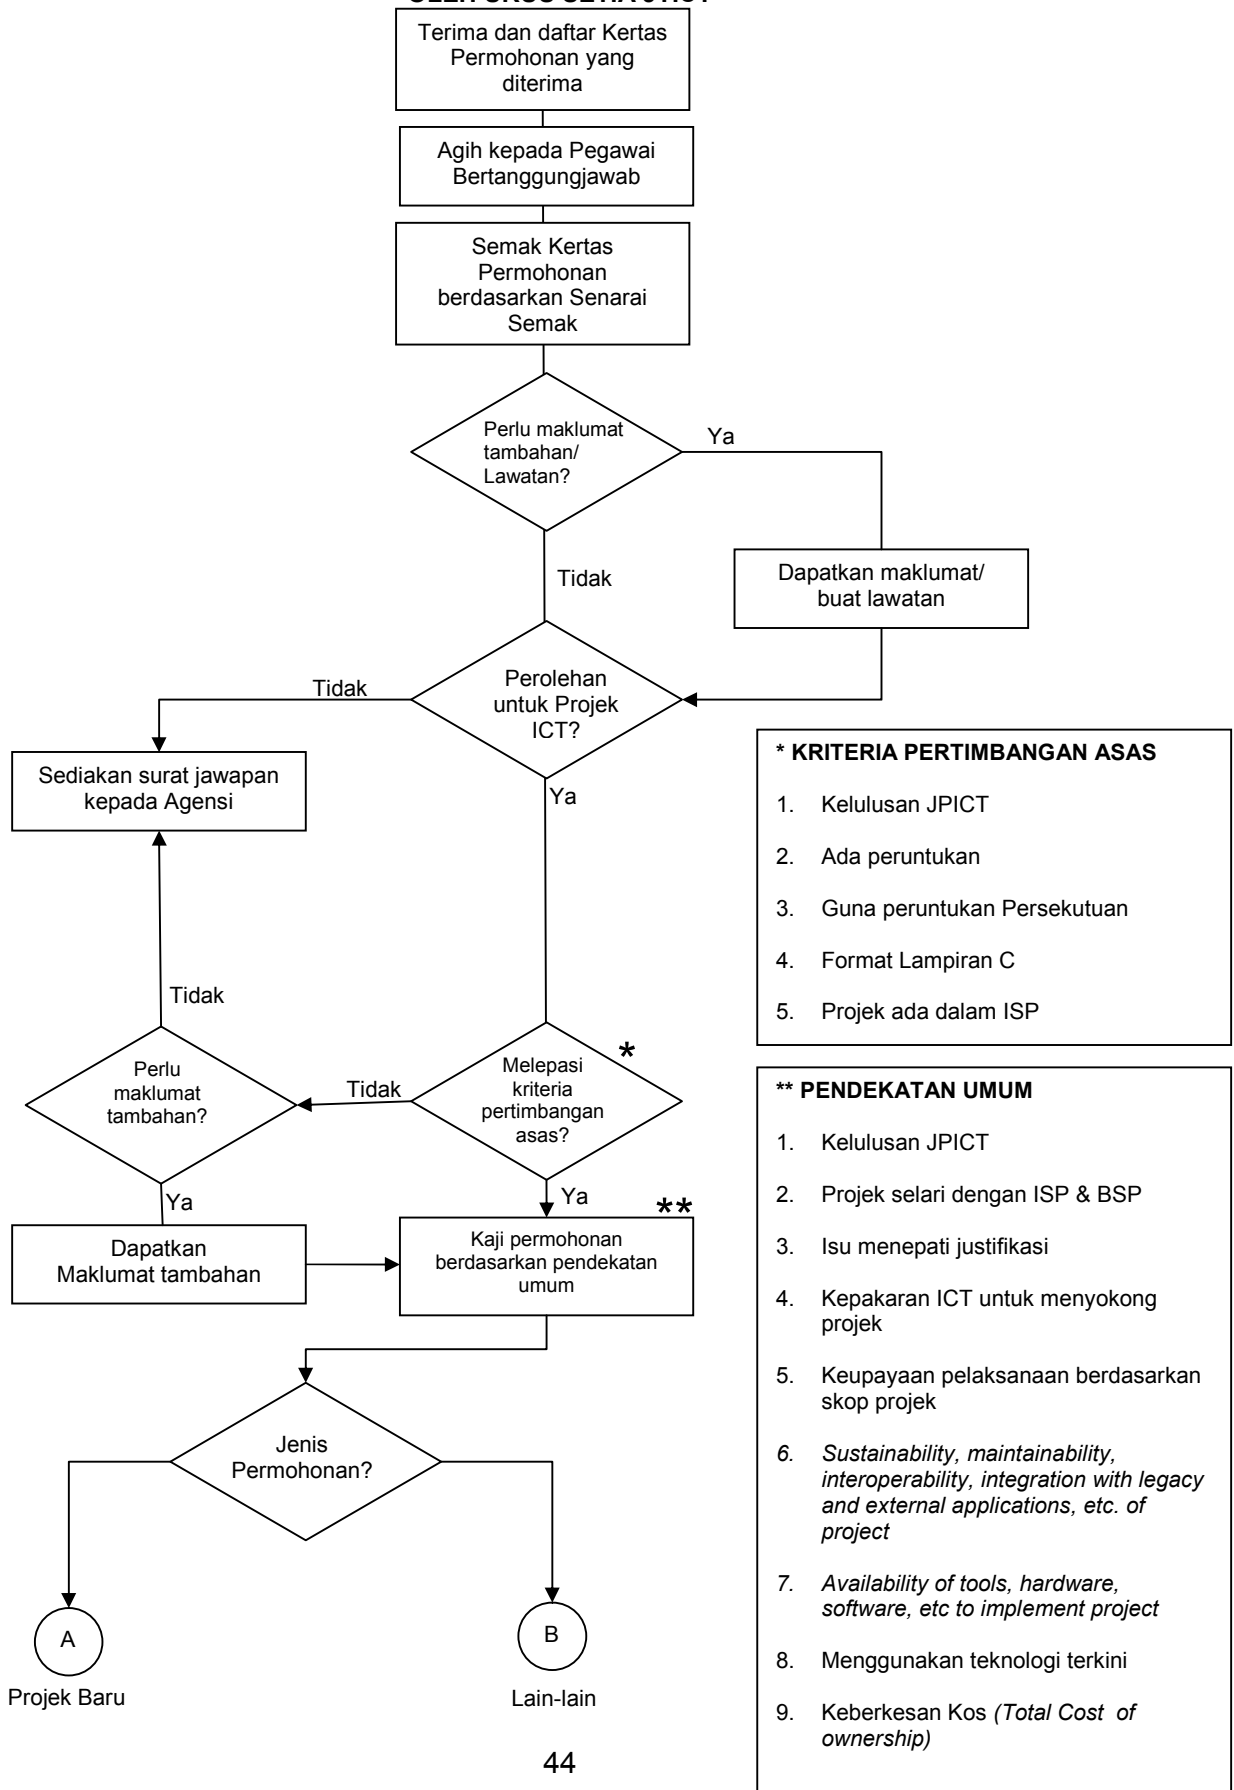 Terima dan daftar Kertas
Permohonan yang
diterima
Agih kepada Pegawai
Bertanggungjawab
Semak Kertas
Permohonan
berdasarkan Senarai
Semak
Perlu maklumat
tambahan/
Lawatan?
Ya
Tidak
Dapatkan maklumat/
buat lawatan
Perolehan
untuk Projek
ICT?
Tidak
Ya
Sediakan surat jawapan
kepada Agensi
Tidak
Perlu
maklumat
tambahan?
Tidak
Melepasi
kriteria
pertimbangan
asas?
*
Ya
Ya
**
Dapatkan
Maklumat tambahan
Kaji permohonan
berdasarkan pendekatan
umum
Jenis
Permohonan?
A
Projek Baru
B
Lain-lain
* KRITERIA PERTIMBANGAN ASAS
1. Kelulusan JPICT
2. Ada peruntukan
3. Guna peruntukan Persekutuan
4. Format Lampiran C
5. Projek ada dalam ISP
** PENDEKATAN UMUM
1. Kelulusan JPICT
2. Projek selari dengan ISP & BSP
3. Isu menepati justifikasi
4. Kepakaran ICT untuk menyokong
projek
5. Keupayaan pelaksanaan berdasarkan
skop projek
6. Sustainability, maintainability,
interoperability, integration with legacy
and external applications, etc. of
project
7. Availability of tools, hardware,
software, etc to implement project
8. Menggunakan teknologi terkini
9. Keberkesan Kos (Total Cost of
ownership)
44